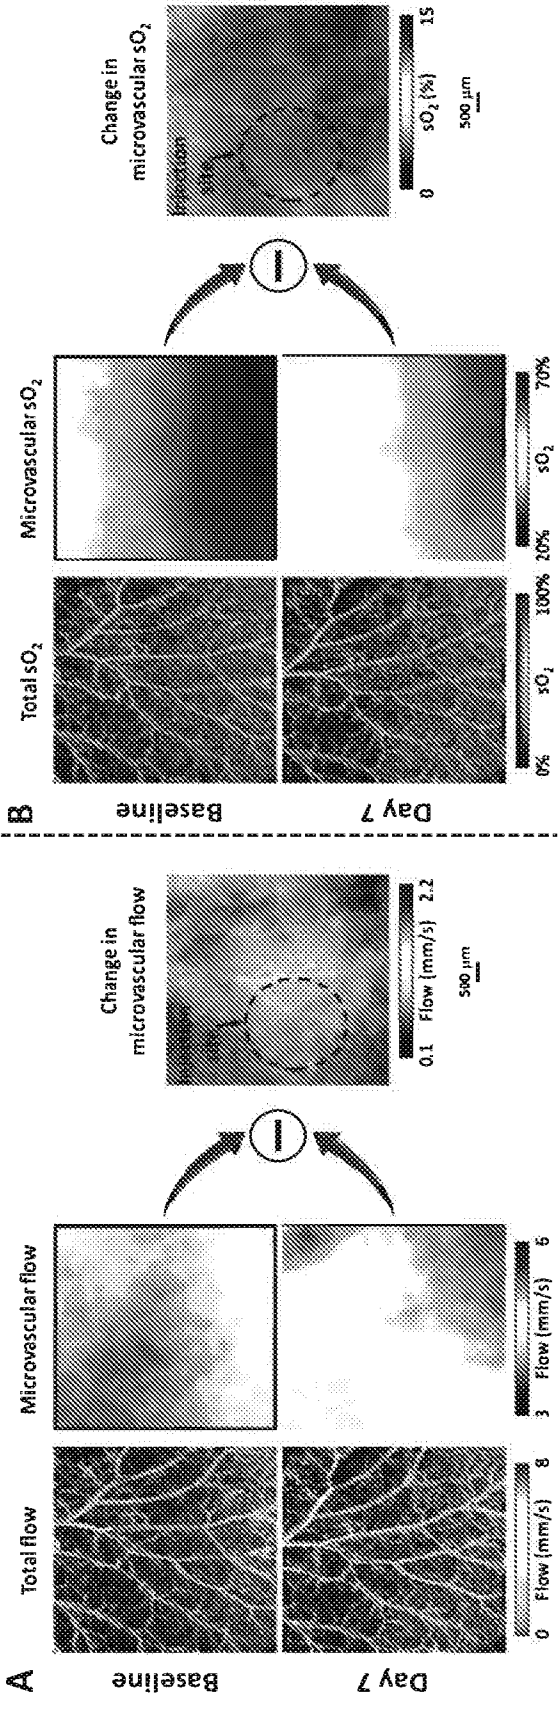 A
Total flow
Microvascular flow
Change in
microvascular flow
Baseline
Day 7
0 Flow (mm/s) 8
3 Flow (mm/s) 6
0.1 Flow (mm/s) 2.2
500 µm
B
Total sO2
Microvascular sO2
Change in
microvascular sO2
Injection
site
Baseline
Day 7
0% sO2 100%
20% sO2 70%
0 sO2 (%) 15
500 µm